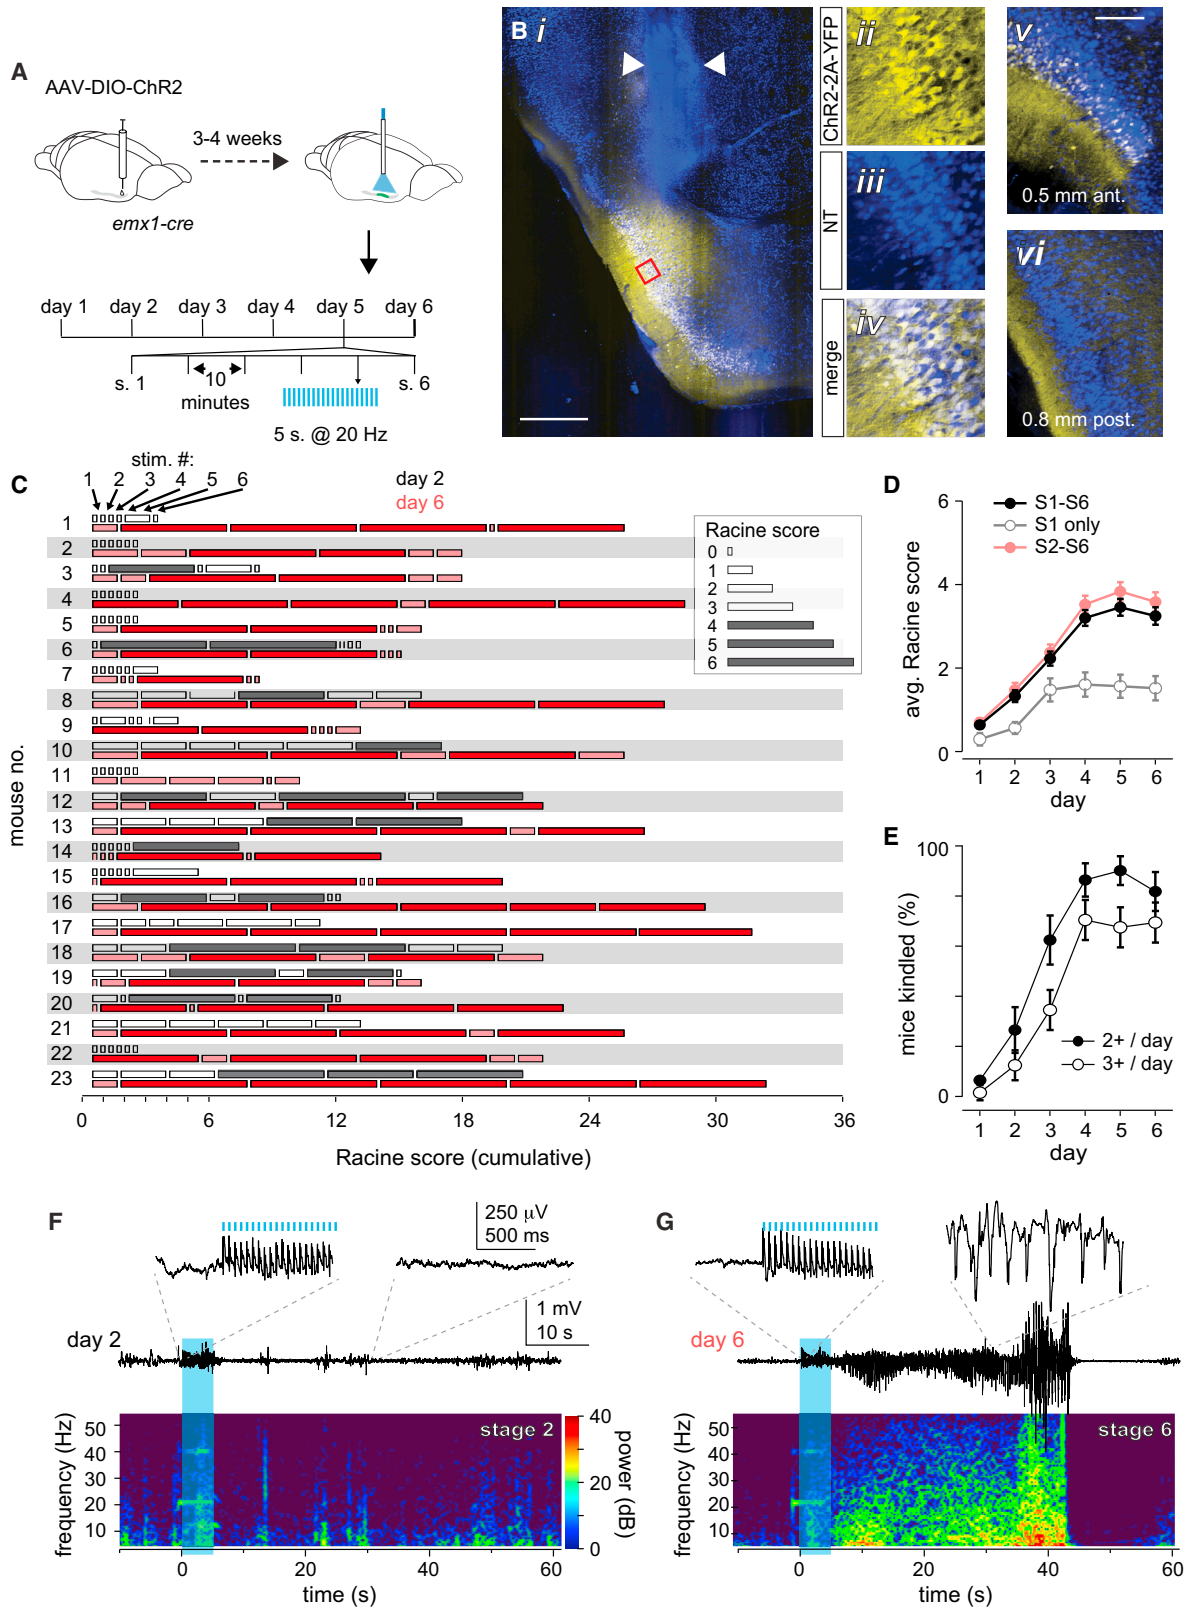 A
AAV-DIO-ChR2
3-4 weeks
emx1-cre
day 1 day 2 day 3 day 4 day 5 day 6
s. 1
10
minutes
s. 6
5 s. @ 20 Hz
B
i
ii
iii
iv
v
vi
ChR2-2A-YFP
NT
merge
0.5 mm ant.
0.8 mm post.
C
stim. #:
1 2 3 4 5 6
day 2
day 6
Racine score
0
1
2
3
4
5
6
mouse no.
1
2
3
4
5
6
7
8
9
10
11
12
13
14
15
16
17
18
19
20
21
22
23
0 6 12 18 24 30 36
Racine score (cumulative)
D
S1-S6
S1 only
S2-S6
avg. Racine score
6
4
2
0
1 2 3 4 5 6
day
E
mice kindled (%)
100
0
2+ / day
3+ / day
1 2 3 4 5 6
day
F
250 μV
500 ms
1 mV
10 s
day 2
stage 2
frequency (Hz)
50
40
30
20
10
40
20
0
power (dB)
0 20 40 60
time (s)
G
day 6
stage 6
frequency (Hz)
50
40
30
20
10
0 20 40 60
time (s)